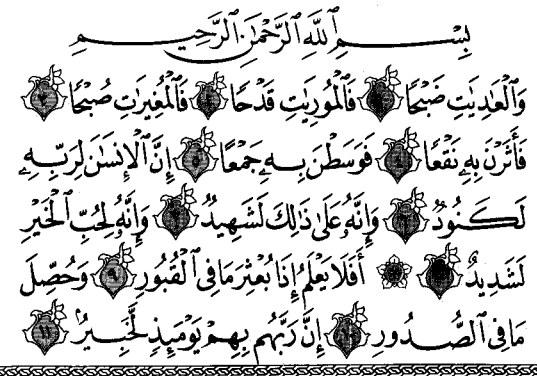 بِسْمِ ٱللَّهِ ٱلرَّحْمَٰنِ ٱلرَّحِيمِ
وَٱلْعَٰدِيَٰتِ ضَبْحًا ١ فَٱلْمُورِيَٰتِ قَدْحًا ٢ فَٱلْمُغِيرَٰتِ صُبْحًا ٣
فَأَثَرْنَ بِهِۦ نَقْعًا ٤ فَوَسَطْنَ بِهِۦ جَمْعًا ٥ إِنَّ ٱلْإِنسَٰنَ لِرَبِّهِۦ
لَكَنُودٌ ٦ وَإِنَّهُۥ عَلَىٰ ذَٰلِكَ لَشَهِيدٌ ٧ وَإِنَّهُۥ لِحُبِّ ٱلْخَيْرِ
لَشَدِيدٌ ٨ ۞ أَفَلَا يَعْلَمُ إِذَا بُعْثِرَ مَا فِى ٱلْقُبُورِ ٩ وَحُصِّلَ
مَا فِى ٱلصُّدُورِ ١٠ إِنَّ رَبَّهُم بِهِمْ يَوْمَئِذٍ لَّخَبِيرٌۢ ١١